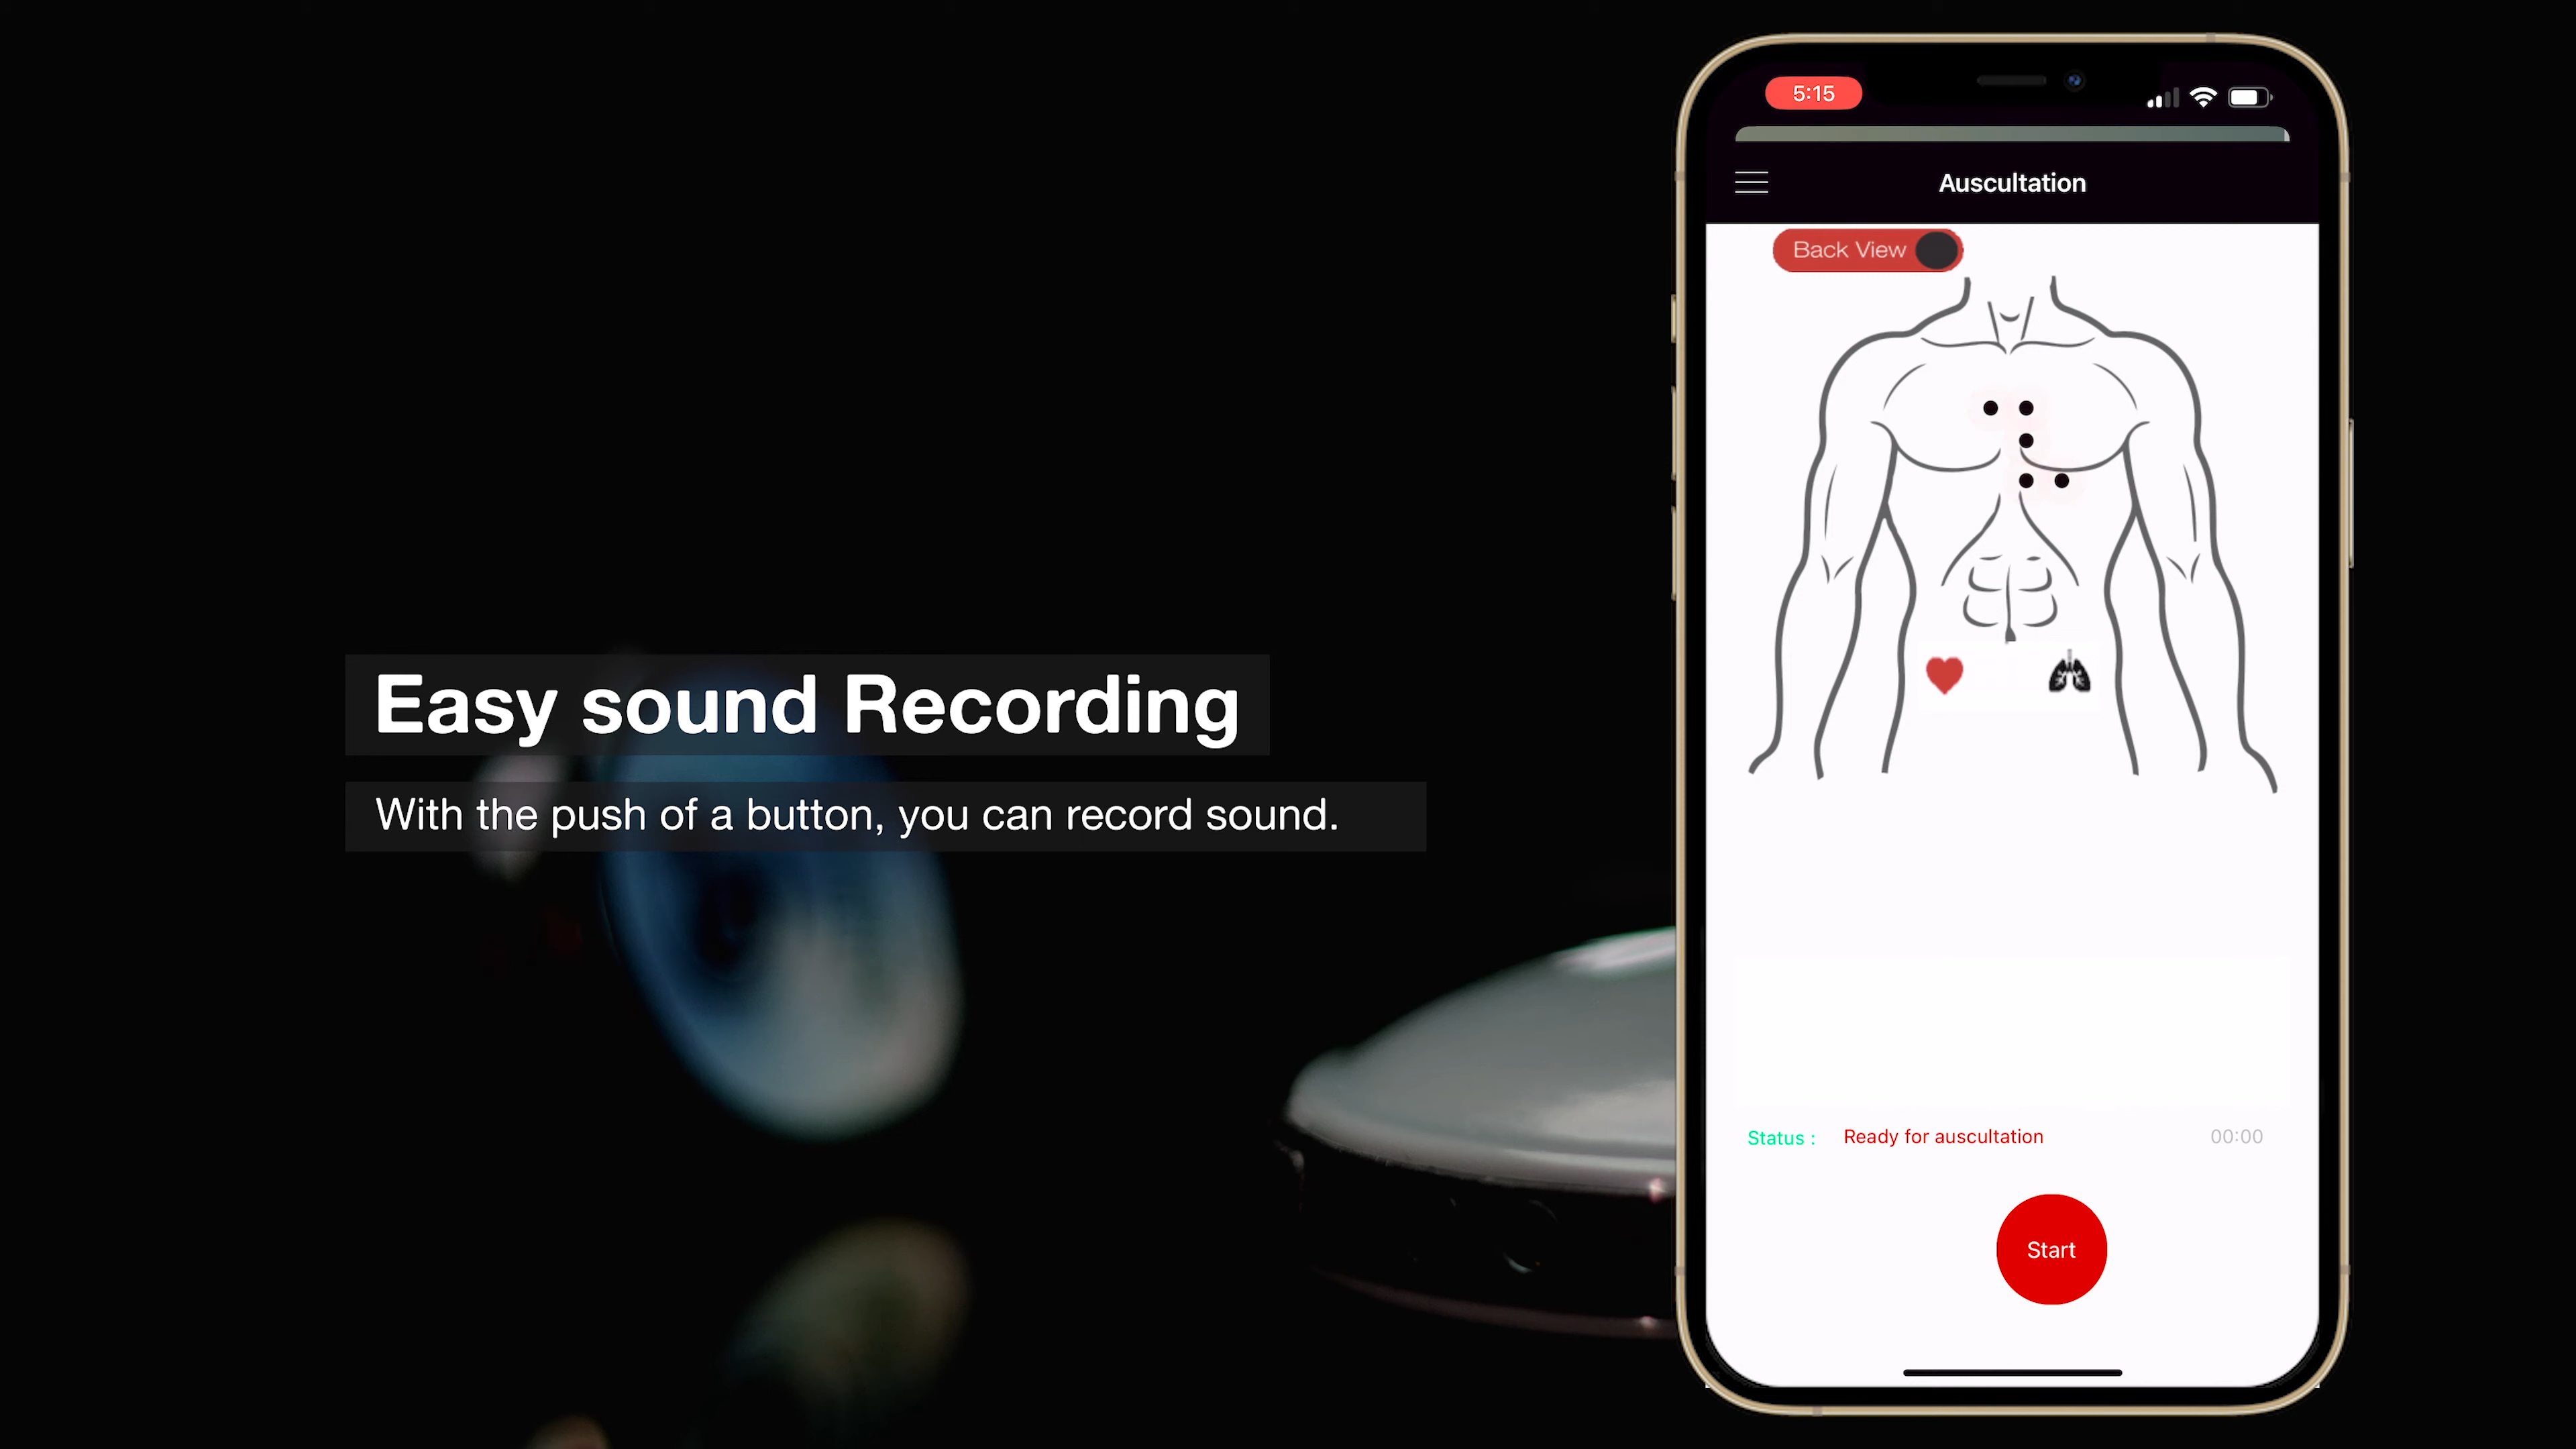 Easy sound Recording
With the push of a button, you can record sound.
5:15
Auscultation
Back View
Status : Ready for auscultation 00:00
Start